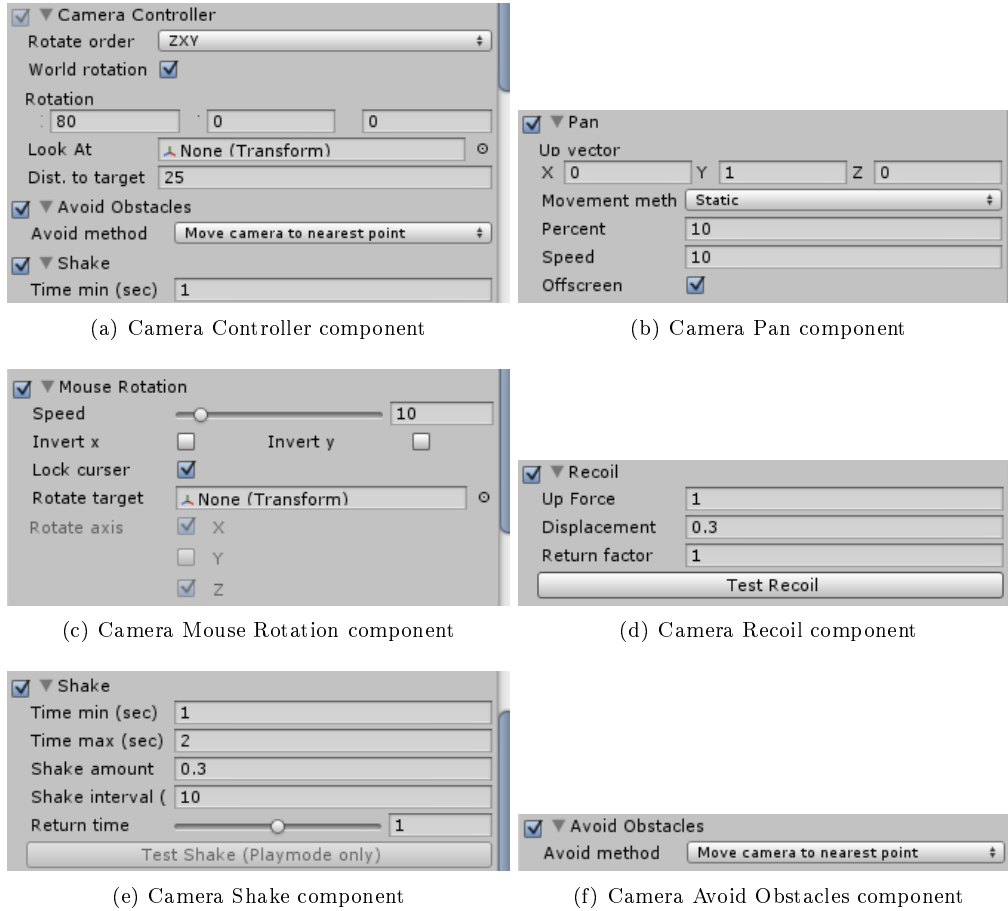 Camera Controller
Rotate order ZXY
World rotation
Rotation
80 0 0
Look At None (Transform)
Dist. to target 25
Avoid Obstacles
Avoid method Move camera to nearest point
Shake
Time min (sec) 1
(a) Camera Controller component
Pan
Up vector
X 0 Y 1 Z 0
Movement meth Static
Percent 10
Speed 10
Offscreen
(b) Camera Pan component
Mouse Rotation
Speed 10
Invert x Invert y
Lock curser
Rotate target None (Transform)
Rotate axis X
Y
Z
(c) Camera Mouse Rotation component
Recoil
Up Force 1
Displacement 0.3
Return factor 1
Test Recoil
(d) Camera Recoil component
Shake
Time min (sec) 1
Time max (sec) 2
Shake amount 0.3
Shake interval ( 10
Return time 1
Test Shake (Playmode only)
(e) Camera Shake component
Avoid Obstacles
Avoid method Move camera to nearest point
(f) Camera Avoid Obstacles component